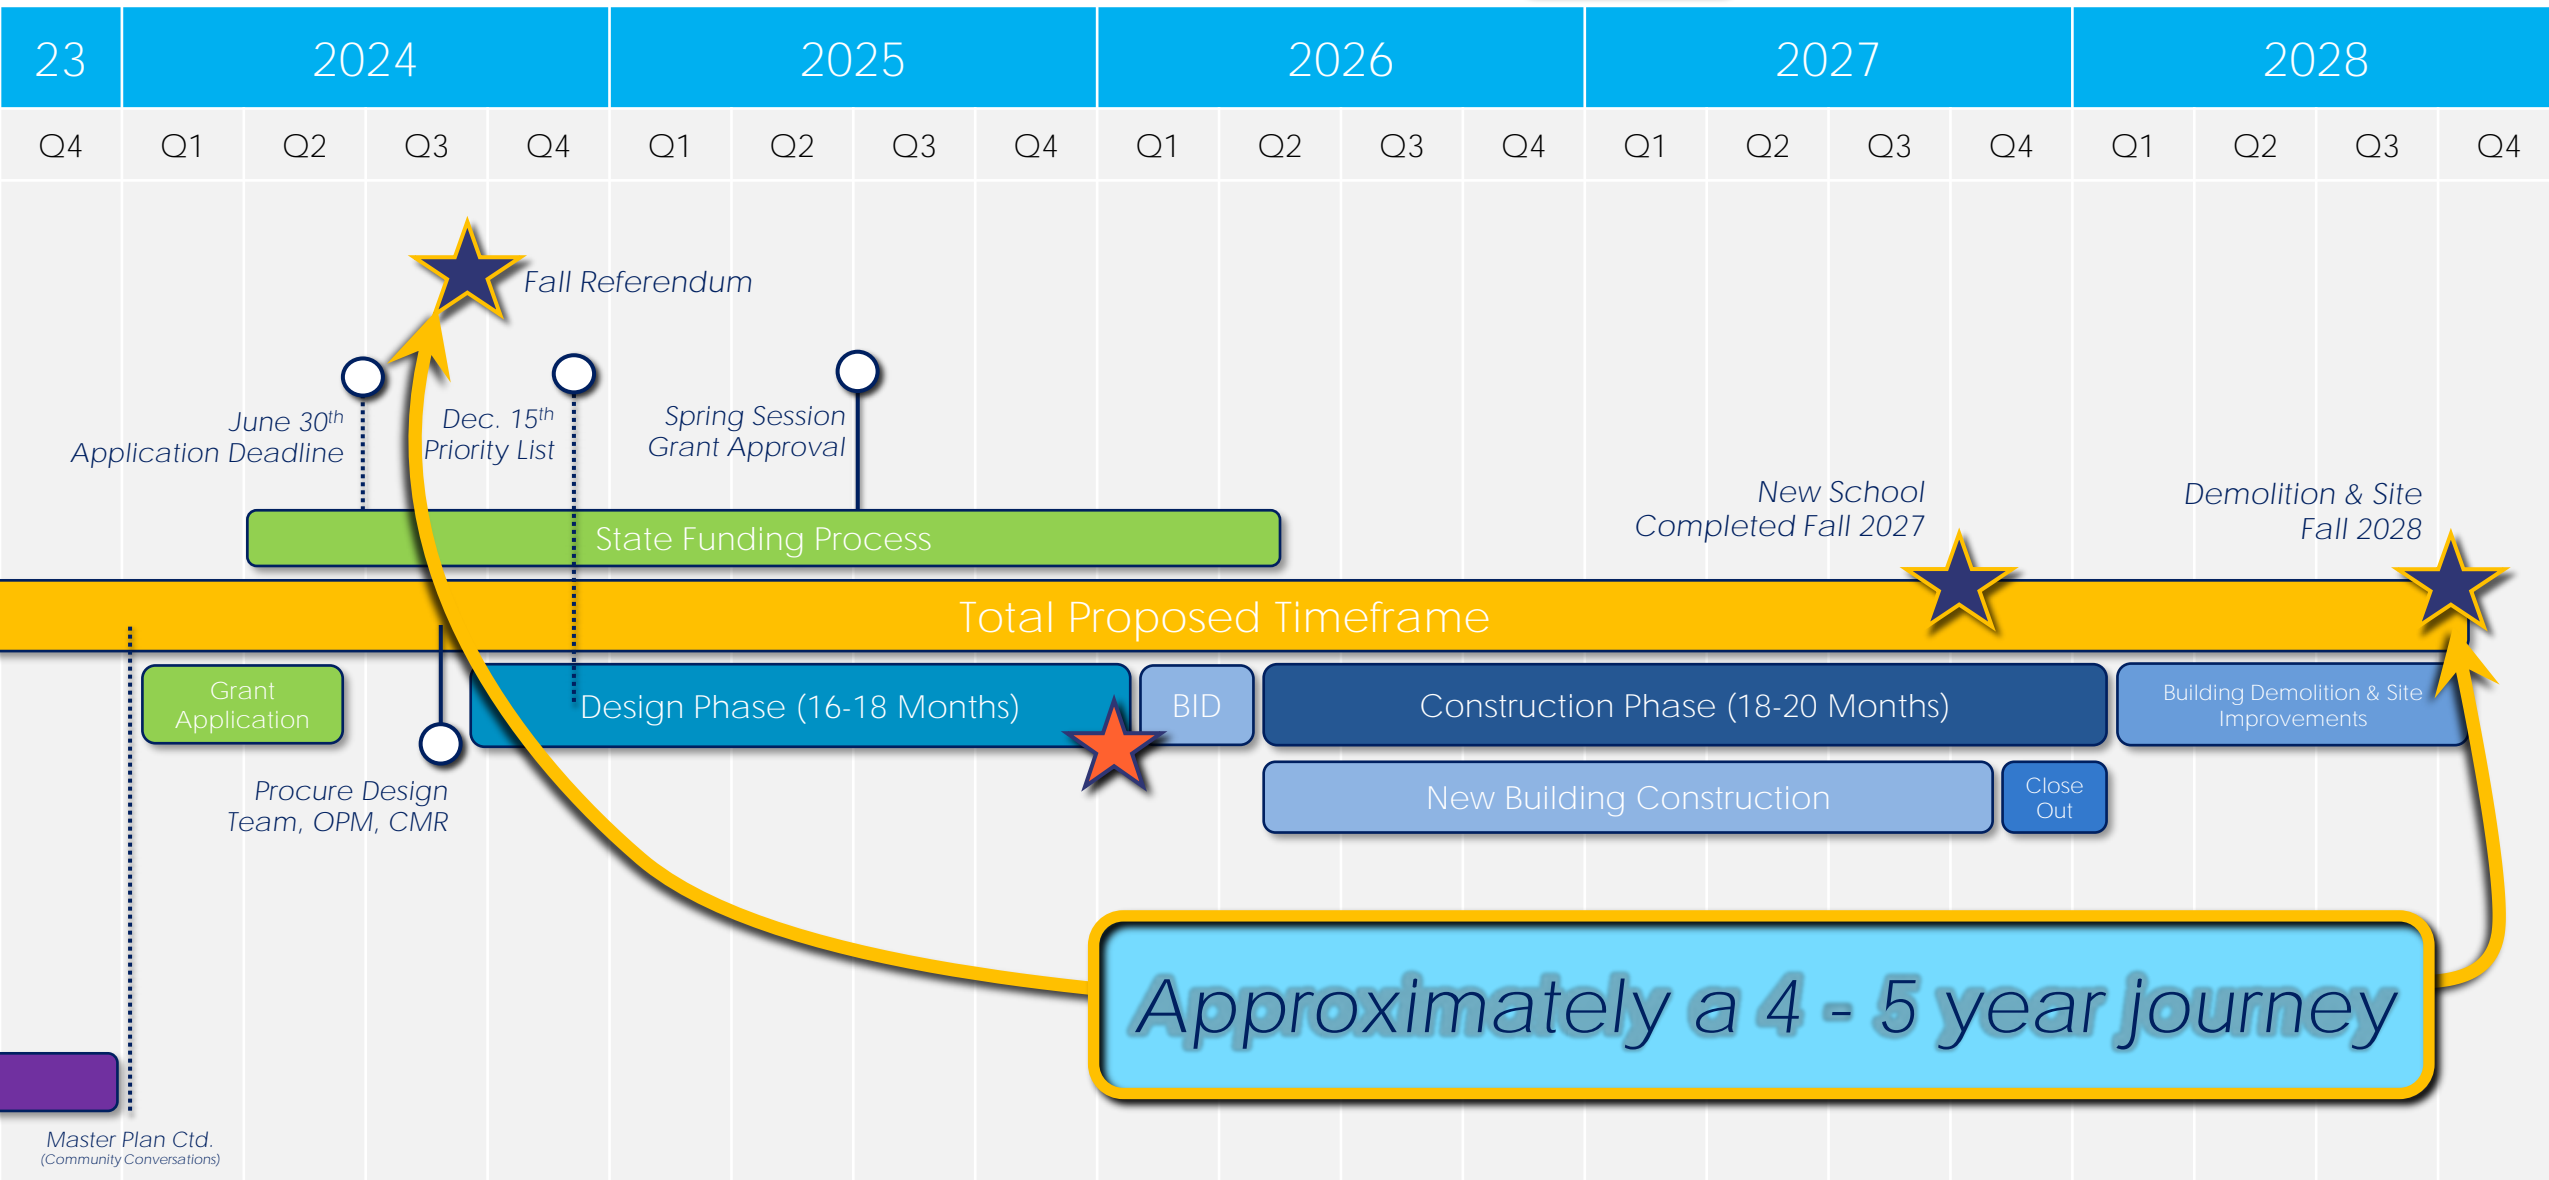 23 2024 2025 2026 2027 2028
Q4 Q1 Q2 Q3 Q4 Q1 Q2 Q3 Q4 Q1 Q2 Q3 Q4 Q1 Q2 Q3 Q4 Q1 Q2 Q3 Q4
Fall Referendum
June 30th
Application Deadline
Dec. 15th
Priority List
Spring Session
Grant Approval
New School
Completed Fall 2027
Demolition & Site
Fall 2028
State Funding Process
Total Proposed Timeframe
Grant
Application
Design Phase (16-18 Months)
BID
Construction Phase (18-20 Months)
Building Demolition & Site
Improvements
Procure Design
Team, OPM, CMR
New Building Construction
Close
Out
Approximately a 4 - 5 year journey
Master Plan Ctd.
(Community Conversations)